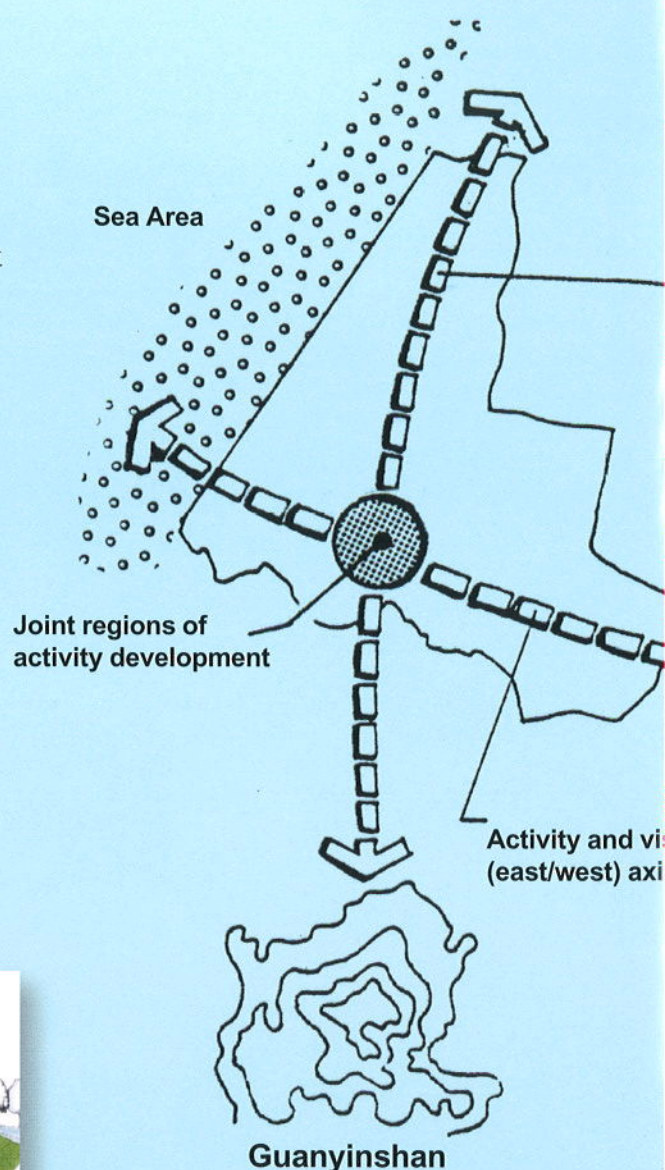 Sea Area
Joint regions of
activity development
Activity and vi
(east/west) axi
Guanyinshan